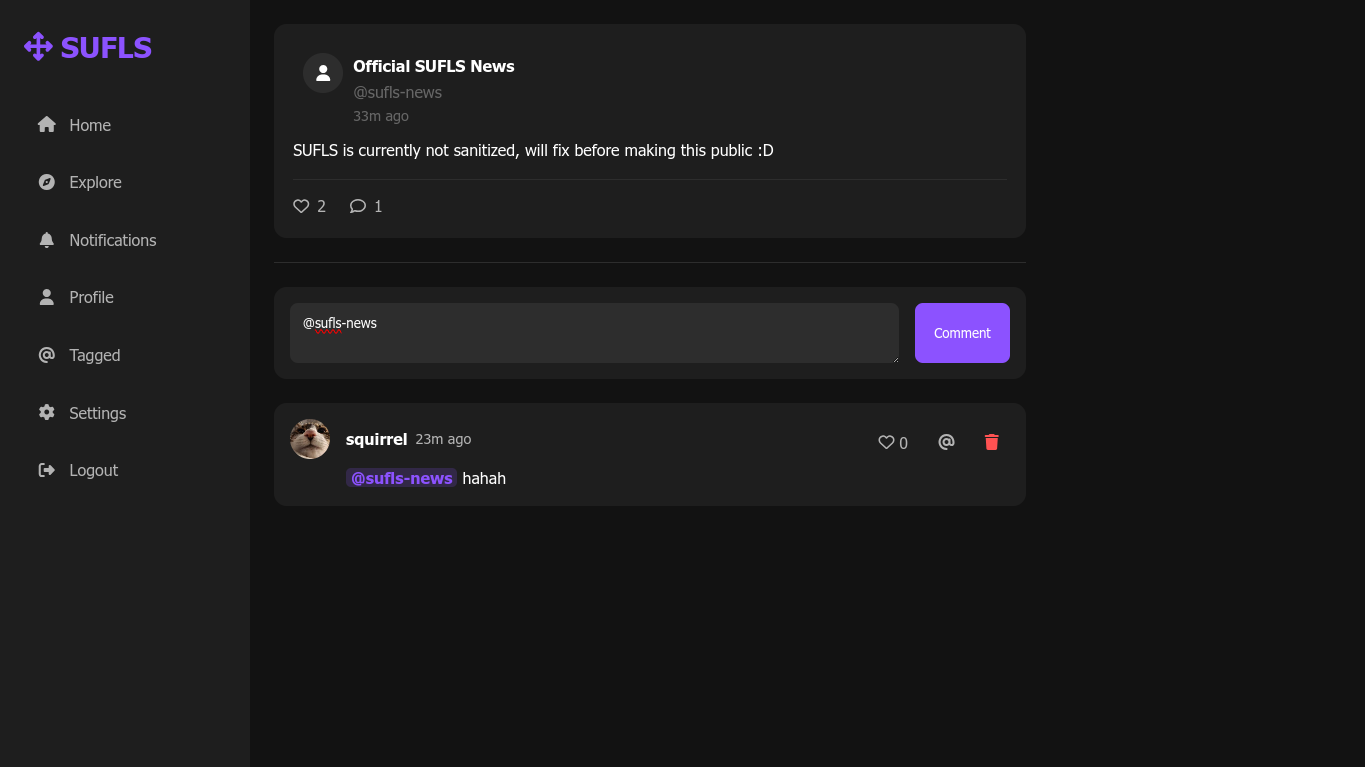 SUFLS
Home
Explore
Notifications
Profile
Tagged
Settings
Logout
Official SUFLS News
@sufls-news
33m ago
SUFLS is currently not sanitized, will fix before making this public :D
2 1
@sufls-news
Comment
squirrel 23m ago
0
@sufls-news hahah